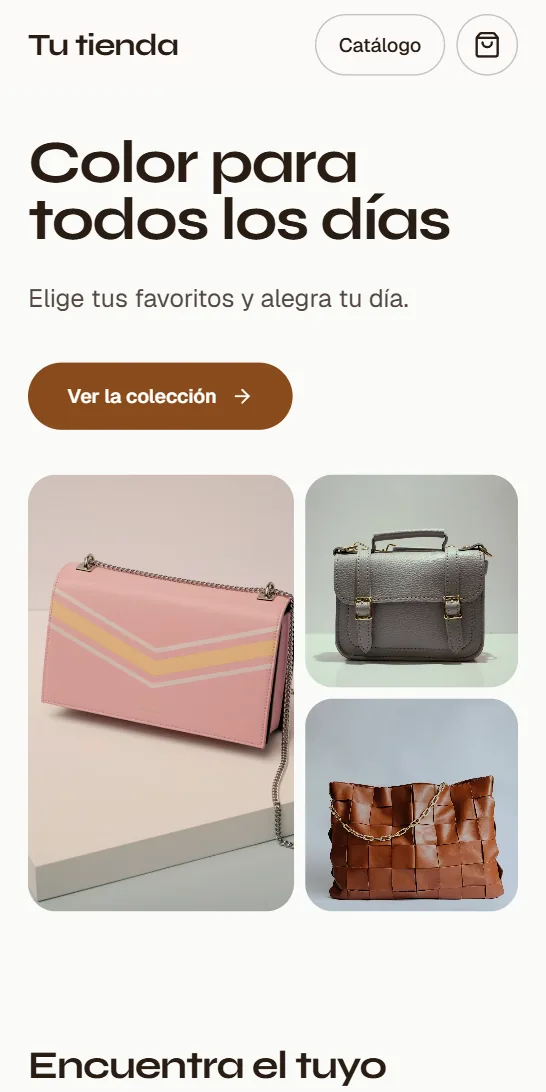 Tu tienda
Catálogo
Color para
todos los días
Elige tus favoritos y alegra tu día.
Ver la colección
Encuentra el tuyo